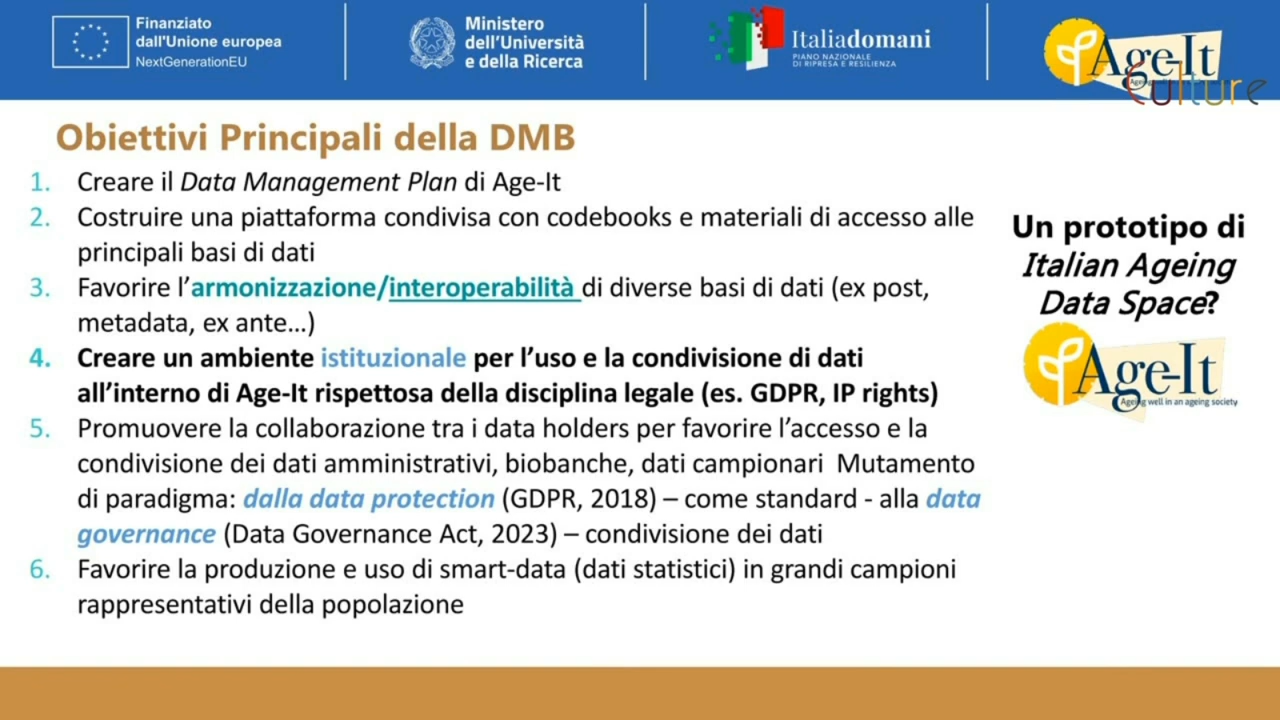 Finanziato
dall'Unione europea
NextGenerationEU
Ministero
dell'Università
e della Ricerca
Italiadomani
PIANO NAZIONALE
DI RIPRESA E RESILIENZA
Age-It
Culture
Obiettivi Principali della DMB
1. Creare il Data Management Plan di Age-It
2. Costruire una piattaforma condivisa con codebooks e materiali di accesso alle
principali basi di dati
3. Favorire l’armonizzazione/interoperabilità di diverse basi di dati (ex post,
metadata, ex ante…)
4. Creare un ambiente istituzionale per l’uso e la condivisione di dati
all’interno di Age-It rispettosa della disciplina legale (es. GDPR, IP rights)
5. Promuovere la collaborazione tra i data holders per favorire l’accesso e la
condivisione dei dati amministrativi, biobanche, dati campionari Mutamento
di paradigma: dalla data protection (GDPR, 2018) – come standard - alla data
governance (Data Governance Act, 2023) – condivisione dei dati
6. Favorire la produzione e uso di smart-data (dati statistici) in grandi campioni
rappresentativi della popolazione
Un prototipo di
Italian Ageing
Data Space?
Age-It
Ageing well in an ageing society